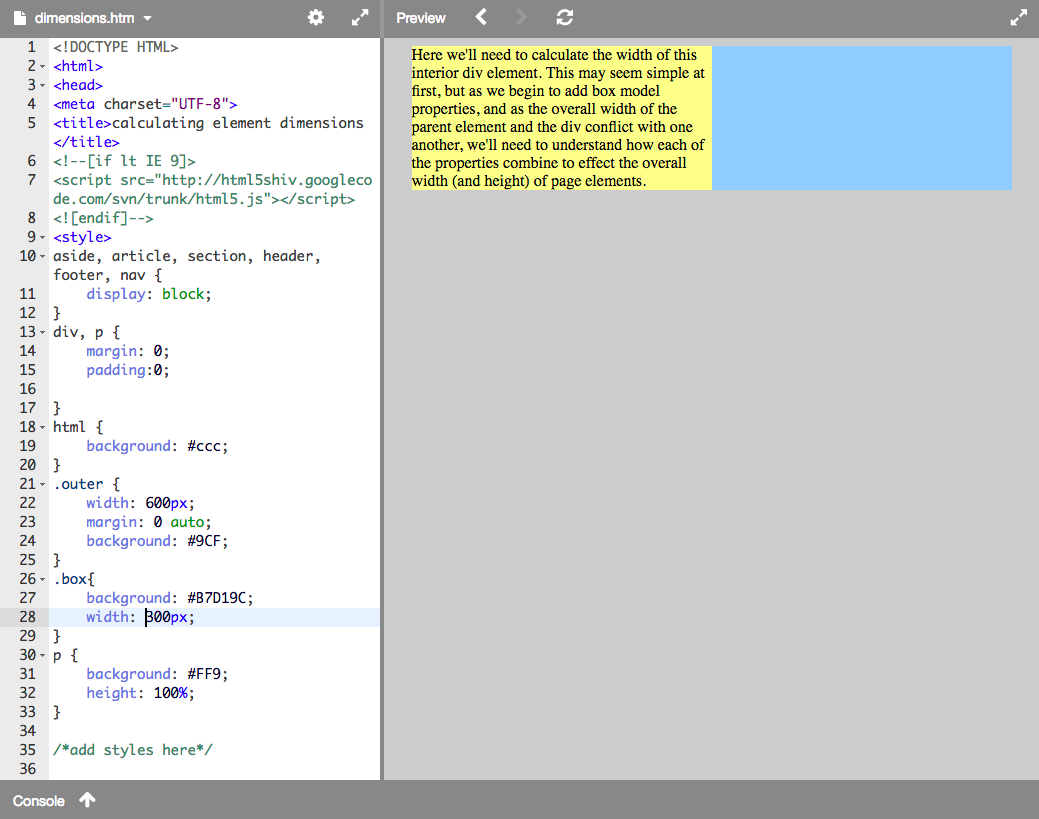 dimensions.htm
Preview
1 <!DOCTYPE HTML>
2 <html>
3 <head>
4 <meta charset="UTF-8">
5 <title>calculating element dimensions
</title>
6 <!--[if lt IE 9]>
7 <script src="http://html5shiv.googleco
de.com/svn/trunk/html5.js"></script>
8 <![endif]-->
9 <style>
10 aside, article, section, header,
footer, nav {
11 display: block;
12 }
13 div, p {
14 margin: 0;
15 padding:0;
16
17 }
18 html {
19 background: #ccc;
20 }
21 .outer {
22 width: 600px;
23 margin: 0 auto;
24 background: #9CF;
25 }
26 .box{
27 background: #B7D19C;
28 width: 300px;
29 }
30 p {
31 background: #FF9;
32 height: 100%;
33 }
34
35 /*add styles here*/
36
Here we'll need to calculate the width of this
interior div element. This may seem simple at
first, but as we begin to add box model
properties, and as the overall width of the
parent element and the div conflict with one
another, we'll need to understand how each of
the properties combine to effect the overall
width (and height) of page elements.
Console